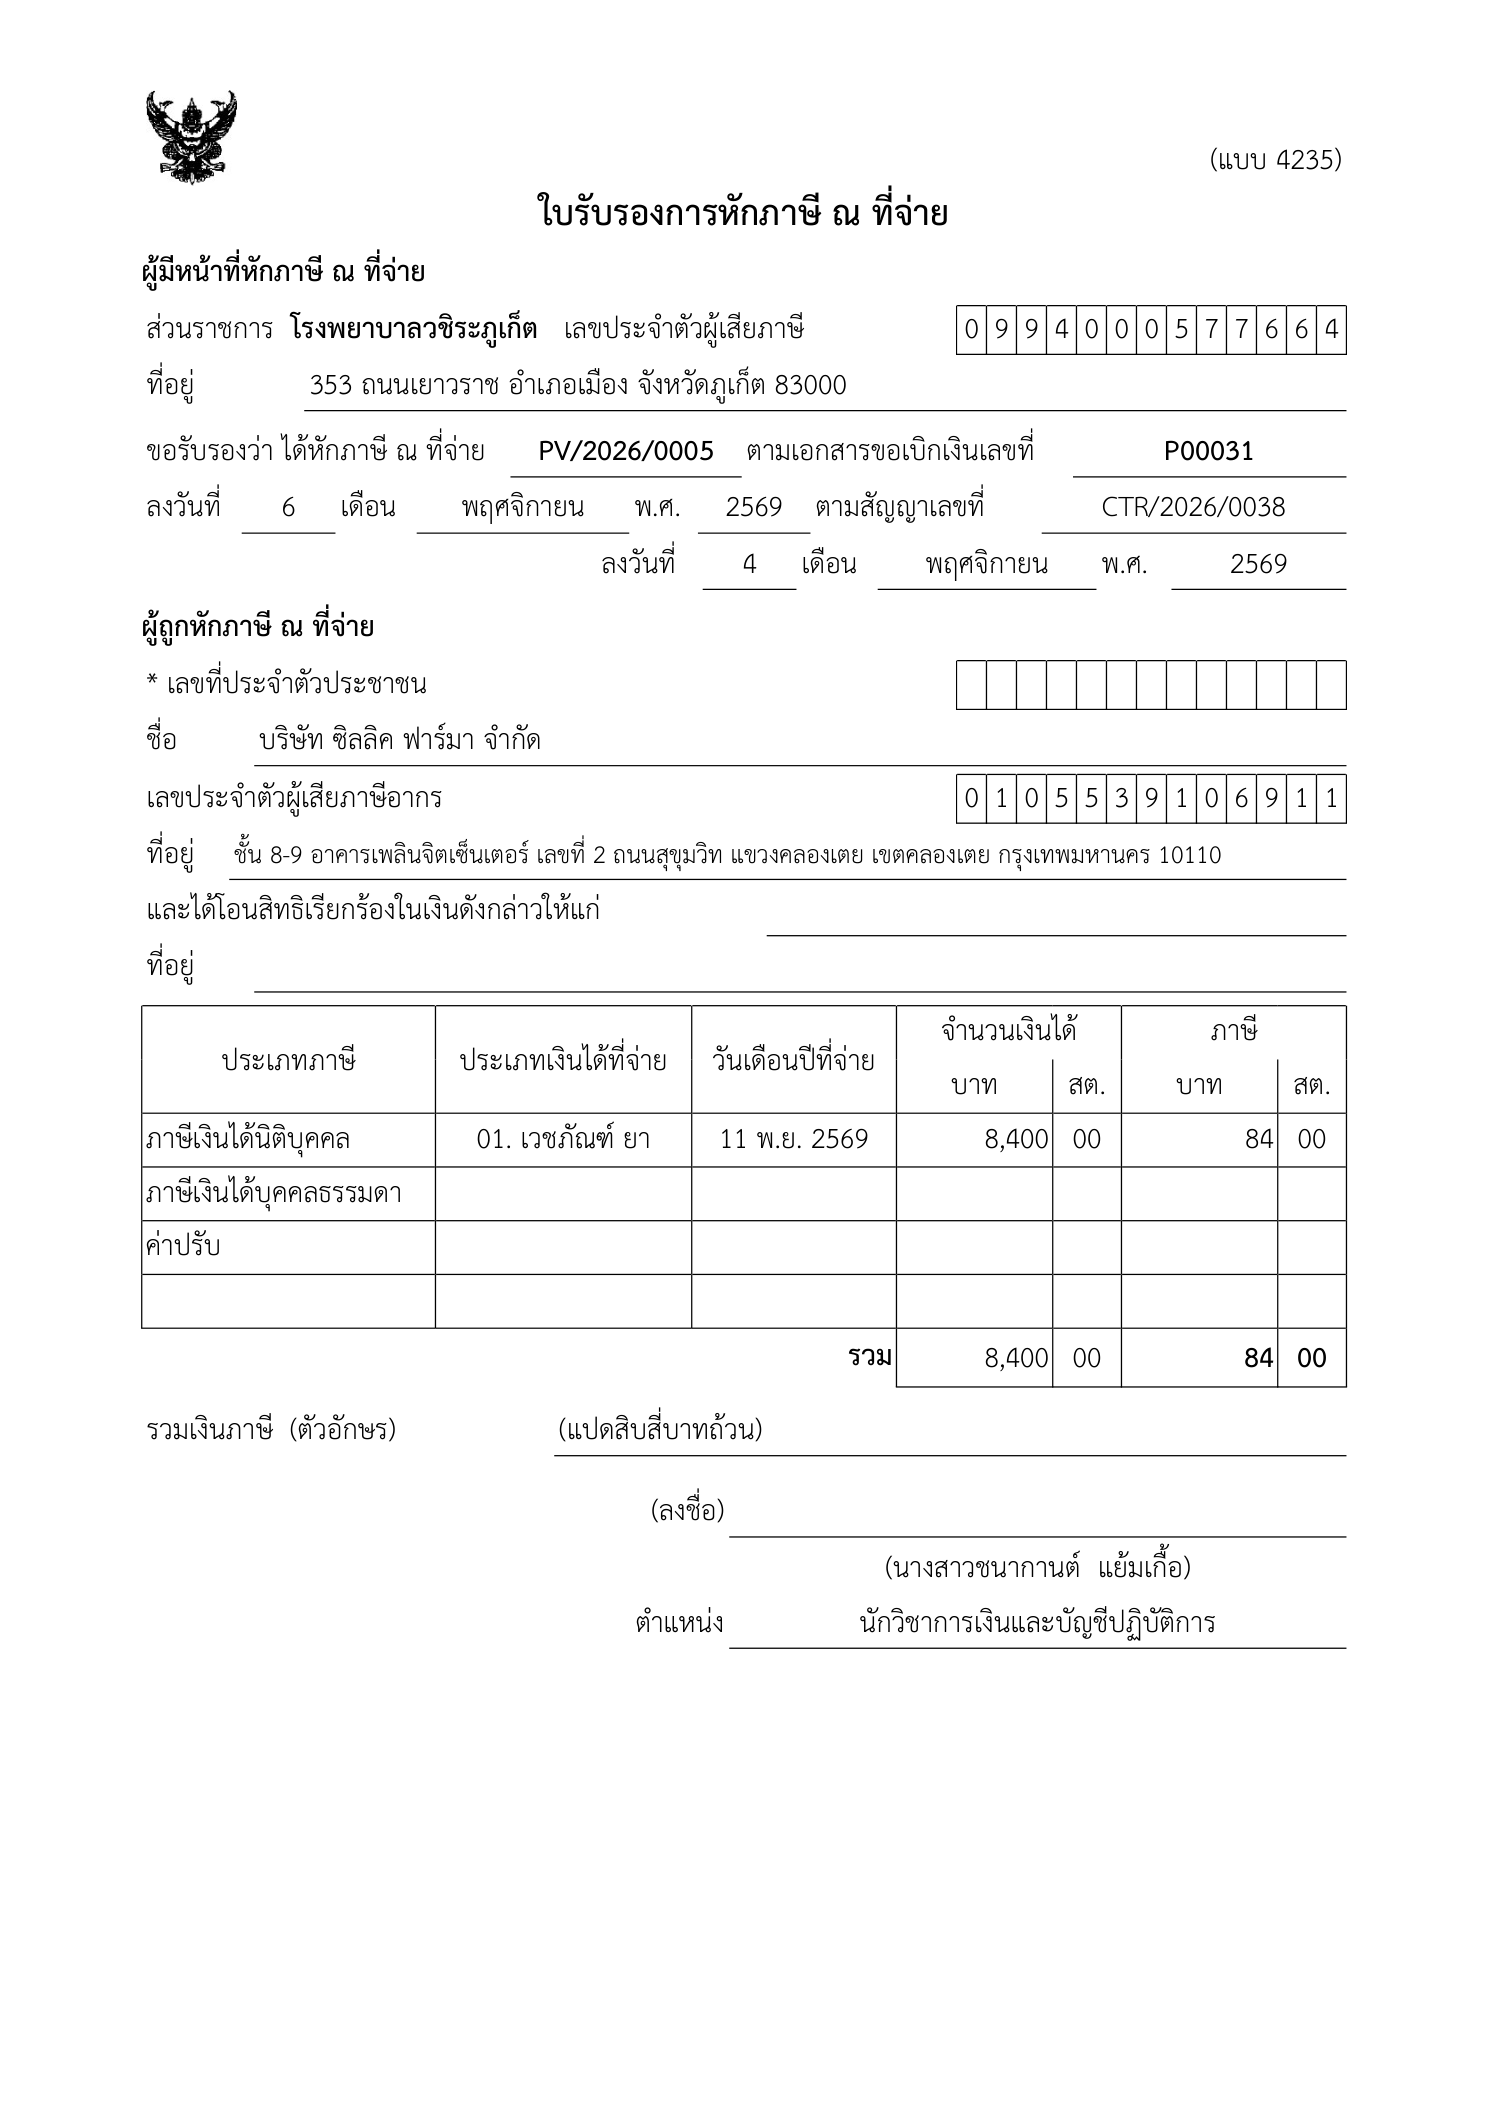 (แบบ 4235)
ใบรับรองการหักภาษี ณ ที่จ่าย
ผู้มีหน้าที่หักภาษี ณ ที่จ่าย
ส่วนราชการ โรงพยาบาลวชิระภูเก็ต เลขประจำตัวผู้เสียภาษี 0 9 9 4 0 0 0 5 7 7 6 6 4
ที่อยู่ 353 ถนนเยาวราช อำเภอเมือง จังหวัดภูเก็ต 83000
ขอรับรองว่า ได้หักภาษี ณ ที่จ่าย PV/2026/0005 ตามเอกสารขอเบิกเงินเลขที่ P00031
ลงวันที่ 6 เดือน พฤศจิกายน พ.ศ. 2569 ตามสัญญาเลขที่ CTR/2026/0038
ลงวันที่ 4 เดือน พฤศจิกายน พ.ศ. 2569
ผู้ถูกหักภาษี ณ ที่จ่าย
* เลขที่ประจำตัวประชาชน
ชื่อ บริษัท ซิลลิค ฟาร์มา จำกัด
เลขประจำตัวผู้เสียภาษีอากร 0 1 0 5 5 3 9 1 0 6 9 1 1
ที่อยู่ ชั้น 8-9 อาคารเพลินจิตเซ็นเตอร์ เลขที่ 2 ถนนสุขุมวิท แขวงคลองเตย เขตคลองเตย กรุงเทพมหานคร 10110
และได้โอนสิทธิเรียกร้องในเงินดังกล่าวให้แก่
ที่อยู่
ประเภทภาษี ประเภทเงินได้ที่จ่าย วันเดือนปีที่จ่าย จำนวนเงินได้ ภาษี
บาท สต. บาท สต.
ภาษีเงินได้นิติบุคคล 01. เวชภัณฑ์ ยา 11 พ.ย. 2569 8,400 00 84 00
ภาษีเงินได้บุคคลธรรมดา
ค่าปรับ
รวม 8,400 00 84 00
รวมเงินภาษี (ตัวอักษร) (แปดสิบสี่บาทถ้วน)
(ลงชื่อ)
(นางสาวชนากานต์ แย้มเกื้อ)
ตำแหน่ง นักวิชาการเงินและบัญชีปฏิบัติการ